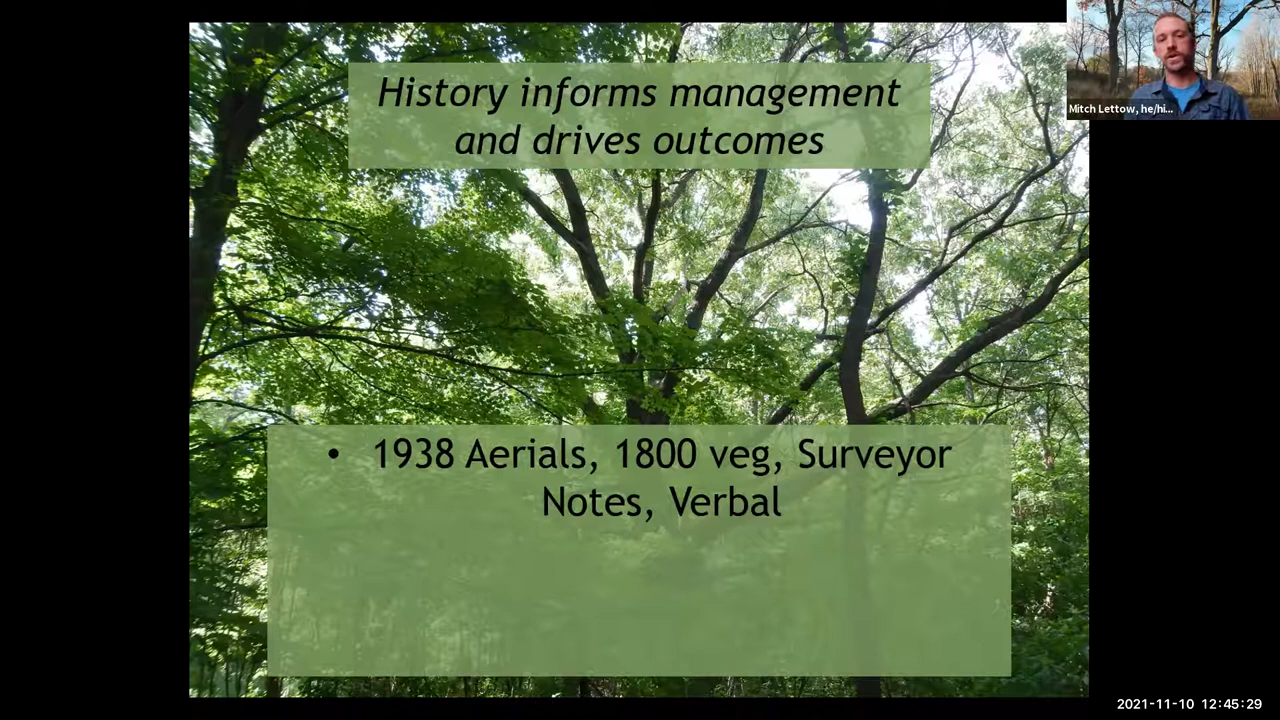 History informs management
and drives outcomes
Mitch Lettow, he/hi...
• 1938 Aerials, 1800 veg, Surveyor
Notes, Verbal
2021-11-10 12:45:29